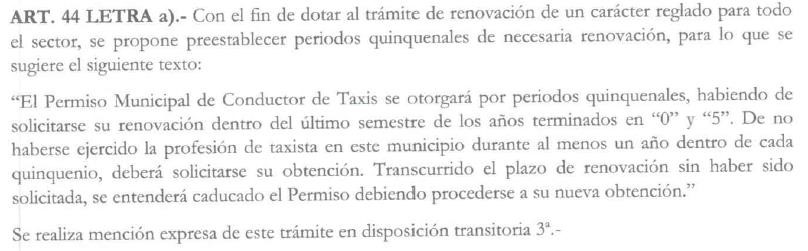 ART. 44 LETRA a).- Con el fin de dotar al trámite de renovación de un carácter reglado para todo
el sector, se propone preestablecer periodos quinquenales de necesaria renovación, para lo que se
sugiere el siguiente texto:
“El Permiso Municipal de Conductor de Taxis se otorgará por periodos quinquenales, habiendo de
solicitarse su renovación dentro del último semestre de los años terminados en “0” y “5”. De no
haberse ejercido la profesión de taxista en este municipio durante al menos un año dentro de cada
quinquenio, deberá solicitarse su obtención. Transcurrido el plazo de renovación sin haber sido
solicitada, se entenderá caducado el Permiso debiendo procederse a su nueva obtención.”
Se realiza mención expresa de este trámite en disposición transitoria 3ª.-